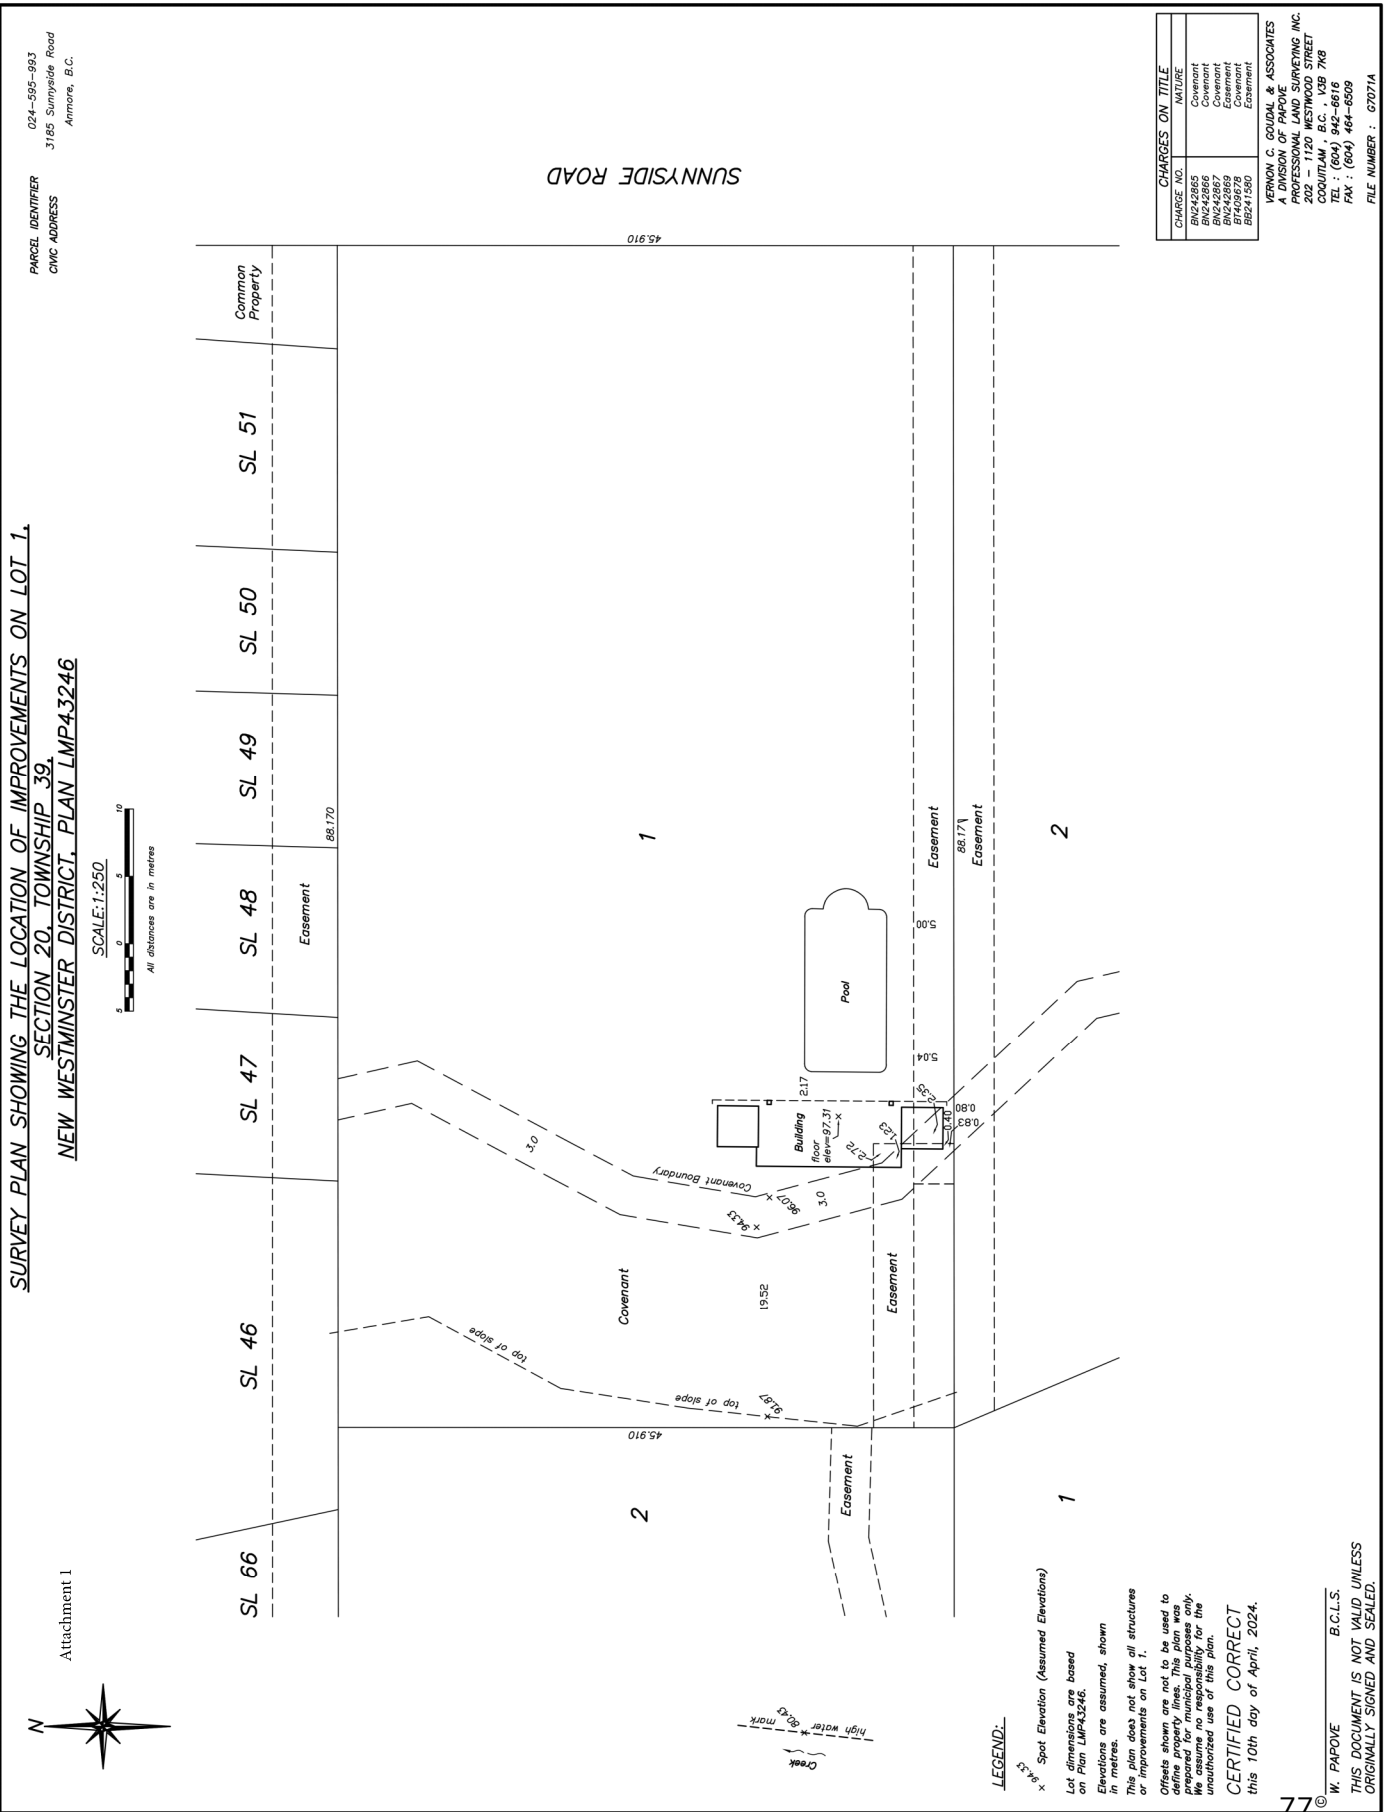 SURVEY PLAN SHOWING THE LOCATION OF IMPROVEMENTS ON LOT 1,
SECTION 20, TOWNSHIP 39,
NEW WESTMINSTER DISTRICT, PLAN LMP43246
PARCEL IDENTIFIER 024-595-993
CIVIC ADDRESS 3185 Sunnyside Road
Anmore, B.C.
Attachment 1
N
SCALE:1:250
5 0 5 10
All distances are in metres
SL 66
SL 46
SL 47
SL 48
SL 49
SL 50
SL 51
Common
Property
Easement
88.170
45.910
SUNNYSIDE ROAD
1
3.0
Covenant Boundary
Covenant
top of slope
top of slope
91.87
19.52
94.33
96.07
3.0
Building
floor
elev=97.31
2.17
Pool
2.72
1.23
2.35
0.40
0.80
0.83
5.04
5.00
Easement
Easement
88.171
Easement
2
45.910
2
Easement
1
Creek
high water mark
80.43
LEGEND:
94.33 Spot Elevation (Assumed Elevations)
Lot dimensions are based
on Plan LMP43246.
Elevations are assumed, shown
in metres.
This plan does not show all structures
or improvements on Lot 1.
Offsets shown are not to be used to
define property lines. This plan was
prepared for municipal purposes only.
We assume no responsibility for the
unauthorized use of this plan.
CERTIFIED CORRECT
this 10th day of April, 2024.
W. PAPOVE B.C.L.S.
THIS DOCUMENT IS NOT VALID UNLESS
ORIGINALLY SIGNED AND SEALED.
©
77
CHARGES ON TITLE
CHARGE NO. NATURE
BN242865 Covenant
BN242866 Covenant
BN242867 Covenant
BN242869 Easement
BT409678 Covenant
BB241580 Easement
VERNON C. GOUDAL & ASSOCIATES
A DIVISION OF PAPOVE
PROFESSIONAL LAND SURVEYING INC.
202 - 1120 WESTWOOD STREET
COQUITLAM , B.C. , V3B 7K8
TEL : (604) 942-6616
FAX : (604) 464-6509
FILE NUMBER : G7071A